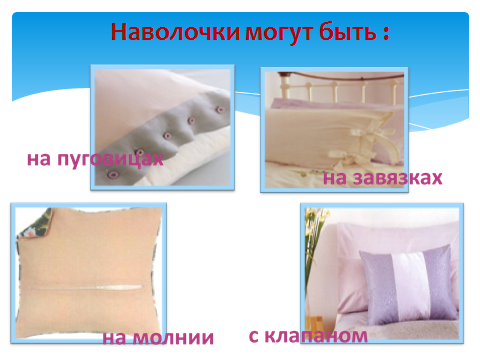 Наволочки могут быть :
на пуговицах
на завязках
на молнии
с клапаном